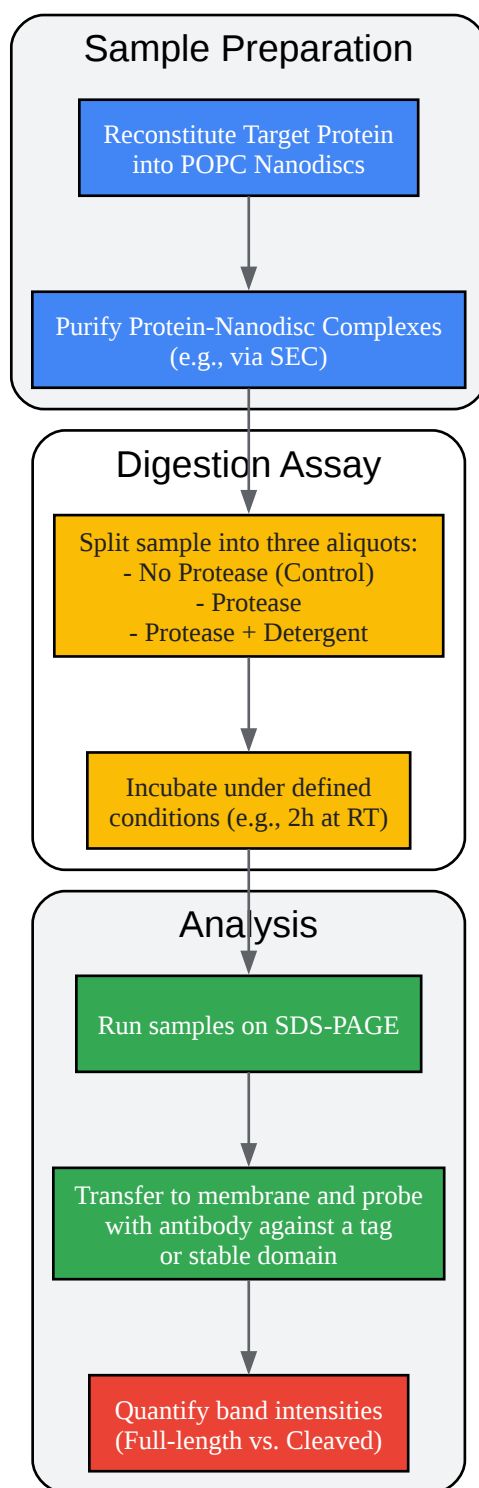 Sample Preparation
Reconstitute Target Protein
into POPC Nanodiscs
Purify Protein-Nanodisc Complexes
(e.g., via SEC)
Digestion Assay
Split sample into three aliquots:
- No Protease (Control)
- Protease
- Protease + Detergent
Incubate under defined
conditions (e.g., 2h at RT)
Analysis
Run samples on SDS-PAGE
Transfer to membrane and probe
with antibody against a tag
or stable domain
Quantify band intensities
(Full-length vs. Cleaved)